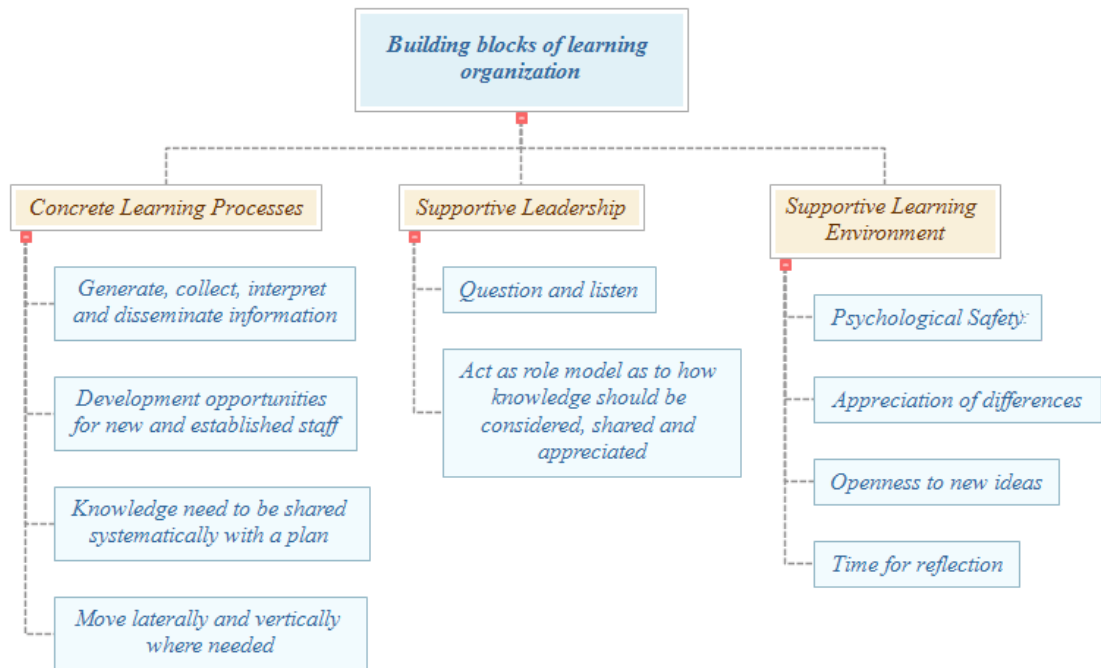 Building blocks of learning
organization
Concrete Learning Processes
Generate, collect, interpret
and disseminate information
Development opportunities
for new and established staff
Knowledge need to be shared
systematically with a plan
Move laterally and vertically
where needed
Supportive Leadership
Question and listen
Act as role model as to how
knowledge should be
considered, shared and
appreciated
Supportive Learning
Environment
Psychological Safety
Appreciation of differences
Openness to new ideas
Time for reflection